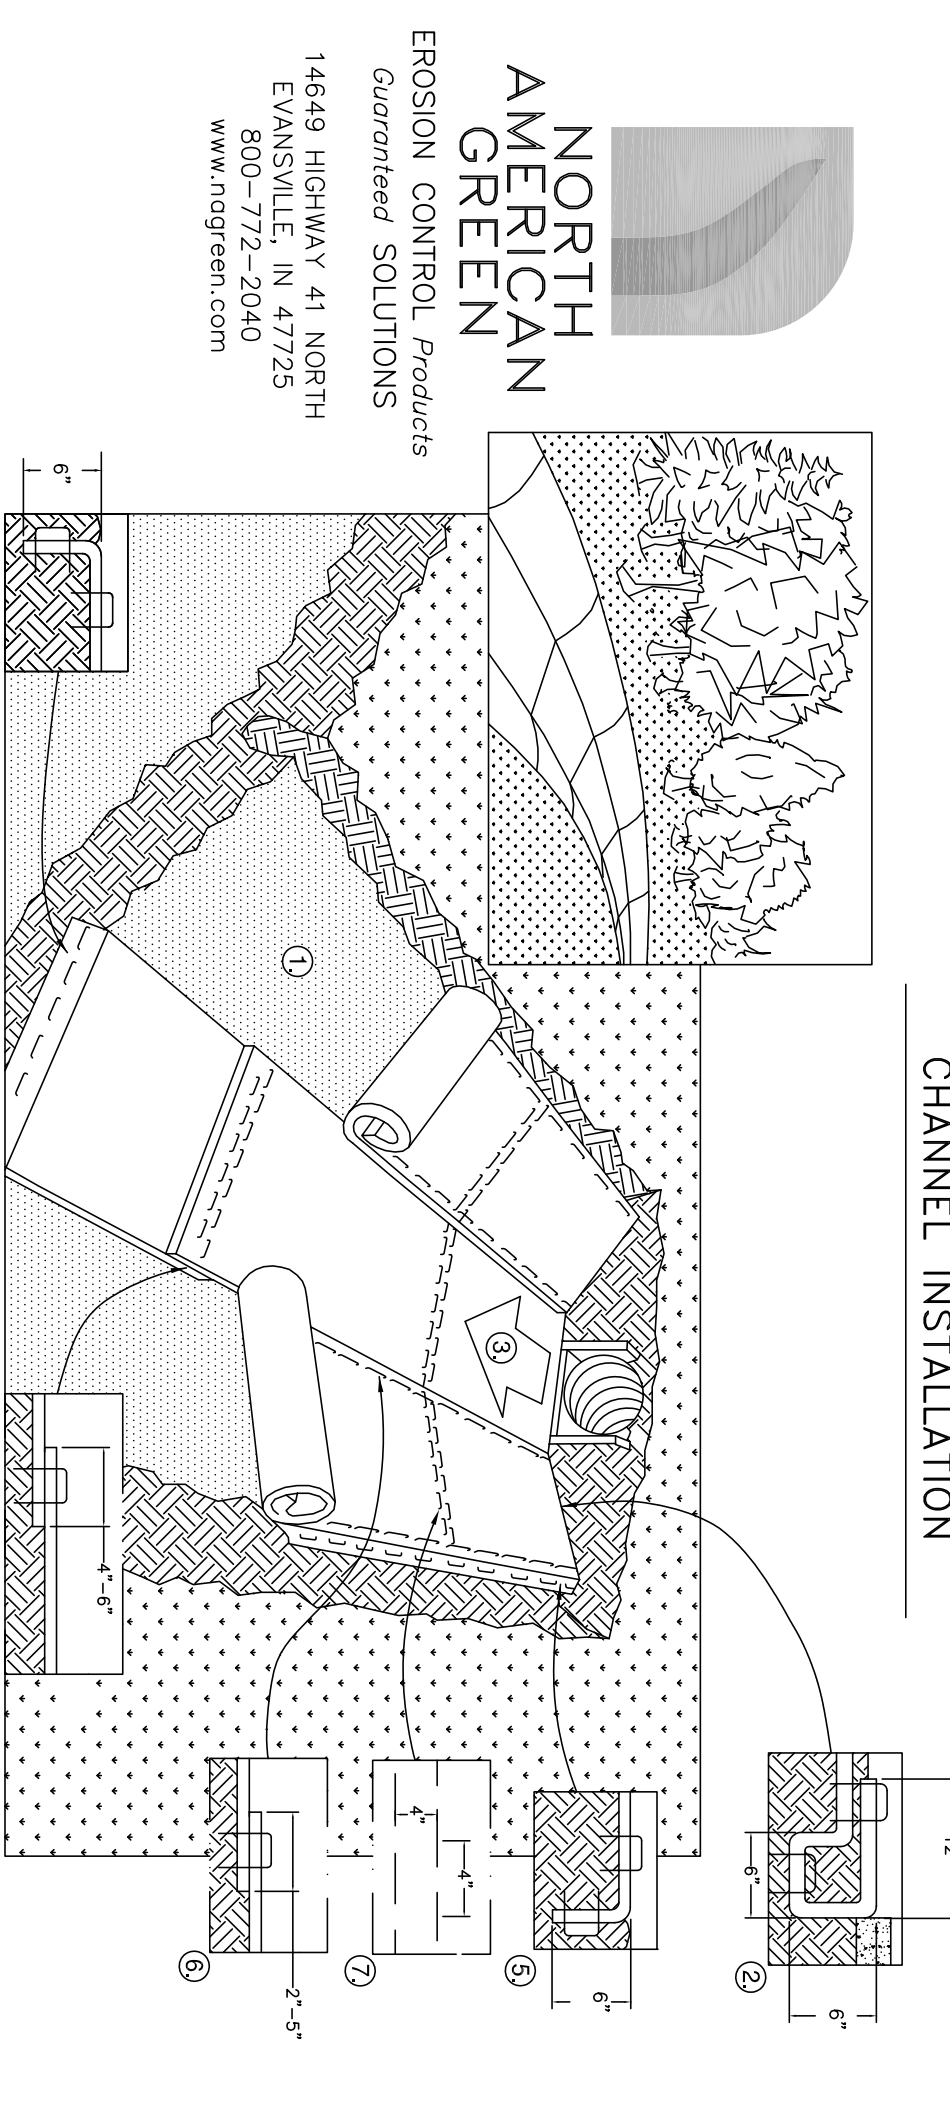 CHANNEL INSTALLATION
NORTH
AMERICAN
GREEN
EROSION CONTROL Products
Guaranteed SOLUTIONS
14649 HIGHWAY 41 NORTH
EVANSVILLE, IN 47725
800-772-2040
www.nagreen.com
6"
1.
3.
4"-6"
12
6"
6"
2.
6"
5.
4"
4"
7.
2"-5"
6.